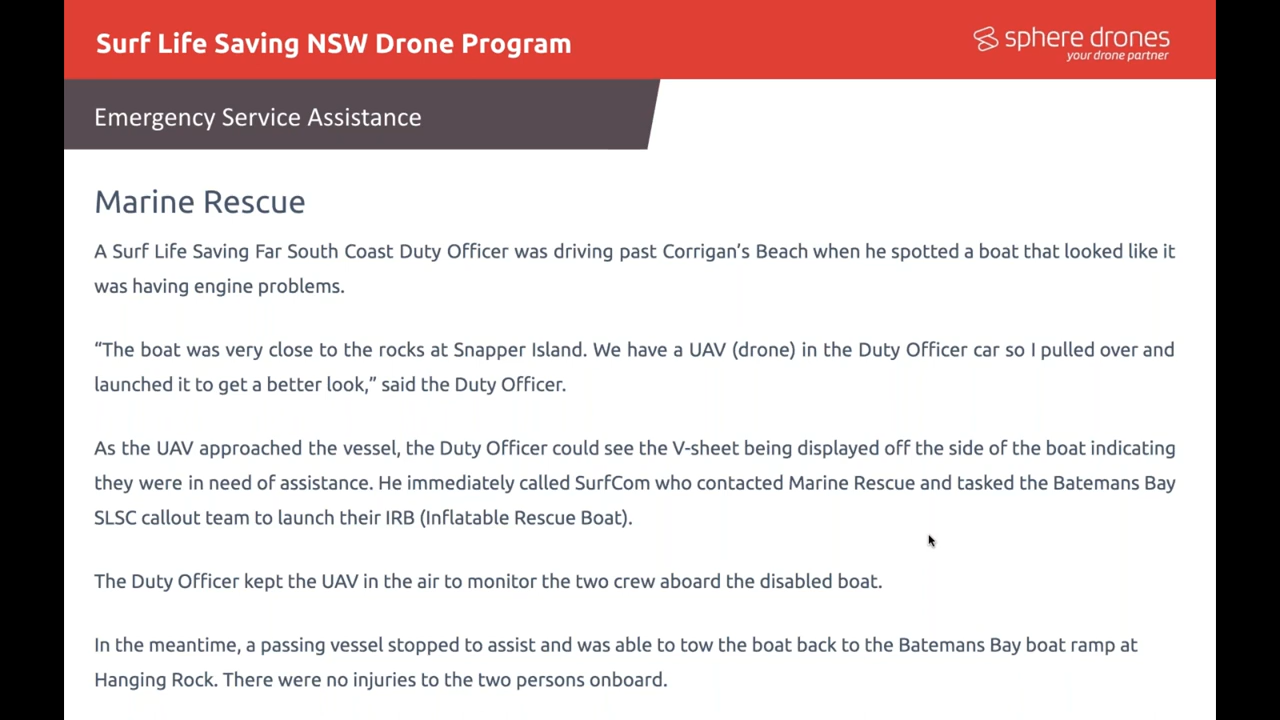 Surf Life Saving NSW Drone Program
sphere drones
your drone partner
Emergency Service Assistance
Marine Rescue
A Surf Life Saving Far South Coast Duty Officer was driving past Corrigan’s Beach when he spotted a boat that looked like it
was having engine problems.
“The boat was very close to the rocks at Snapper Island. We have a UAV (drone) in the Duty Officer car so I pulled over and
launched it to get a better look,” said the Duty Officer.
As the UAV approached the vessel, the Duty Officer could see the V-sheet being displayed off the side of the boat indicating
they were in need of assistance. He immediately called SurfCom who contacted Marine Rescue and tasked the Batemans Bay
SLSC callout team to launch their IRB (Inflatable Rescue Boat).
The Duty Officer kept the UAV in the air to monitor the two crew aboard the disabled boat.
In the meantime, a passing vessel stopped to assist and was able to tow the boat back to the Batemans Bay boat ramp at
Hanging Rock. There were no injuries to the two persons onboard.